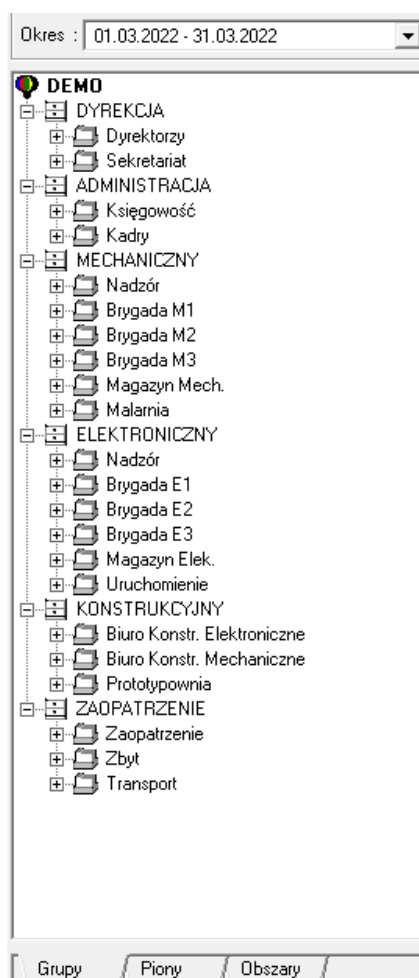 Okres : 01.03.2022 - 31.03.2022
DEMO
DYREKCJA
Dyrektorzy
Sekretariat
ADMINISTRACJA
Księgowość
Kadry
MECHANICZNY
Nadzór
Brygada M1
Brygada M2
Brygada M3
Magazyn Mech.
Malarnia
ELEKTRONICZNY
Nadzór
Brygada E1
Brygada E2
Brygada E3
Magazyn Elek.
Uruchomienie
KONSTRUKCYJNY
Biuro Konstr. Elektroniczne
Biuro Konstr. Mechaniczne
Prototypownia
ZAOPATRZENIE
Zaopatrzenie
Zbyt
Transport
Grupy Piony Obszary